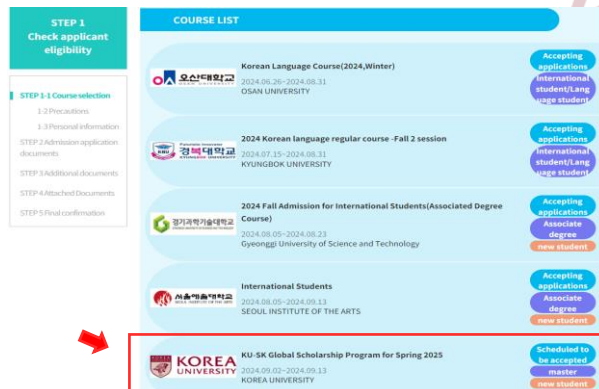 STEP 1
Check applicant
eligibility
STEP 1-1 Course selection
1-2 Precautions
1-3 Personal information
STEP 2 Admission application
documents
STEP 3 Additional documents
STEP 4 Attached Documents
STEP 5 Final confirmation
COURSE LIST
오산대학교
Korean Language Course(2024,Winter)
2024.06.26~2024.08.31
OSAN UNIVERSITY
Accepting
applications
International
student/Lang
uage student
KBU
경복대학교
KYUNGBOK UNIVERSITY
2024 Korean language regular course -Fall 2 session
2024.07.15~2024.08.31
KYUNGBOK UNIVERSITY
Accepting
applications
International
student/Lang
uage student
경기과학기술대학교
2024 Fall Admission for International Students(Associated Degree
Course)
2024.08.05~2024.08.23
Gyeonggi University of Science and Technology
Accepting
applications
Associate
degree
new student
서울예술대학교
International Students
2024.08.05~2024.09.13
SEOUL INSTITUTE OF THE ARTS
Accepting
applications
Associate
degree
new student
KOREA
UNIVERSITY
KU-SK Global Scholarship Program for Spring 2025
2024.09.02~2024.09.13
KOREA UNIVERSITY
Scheduled to
be accepted
master
new student